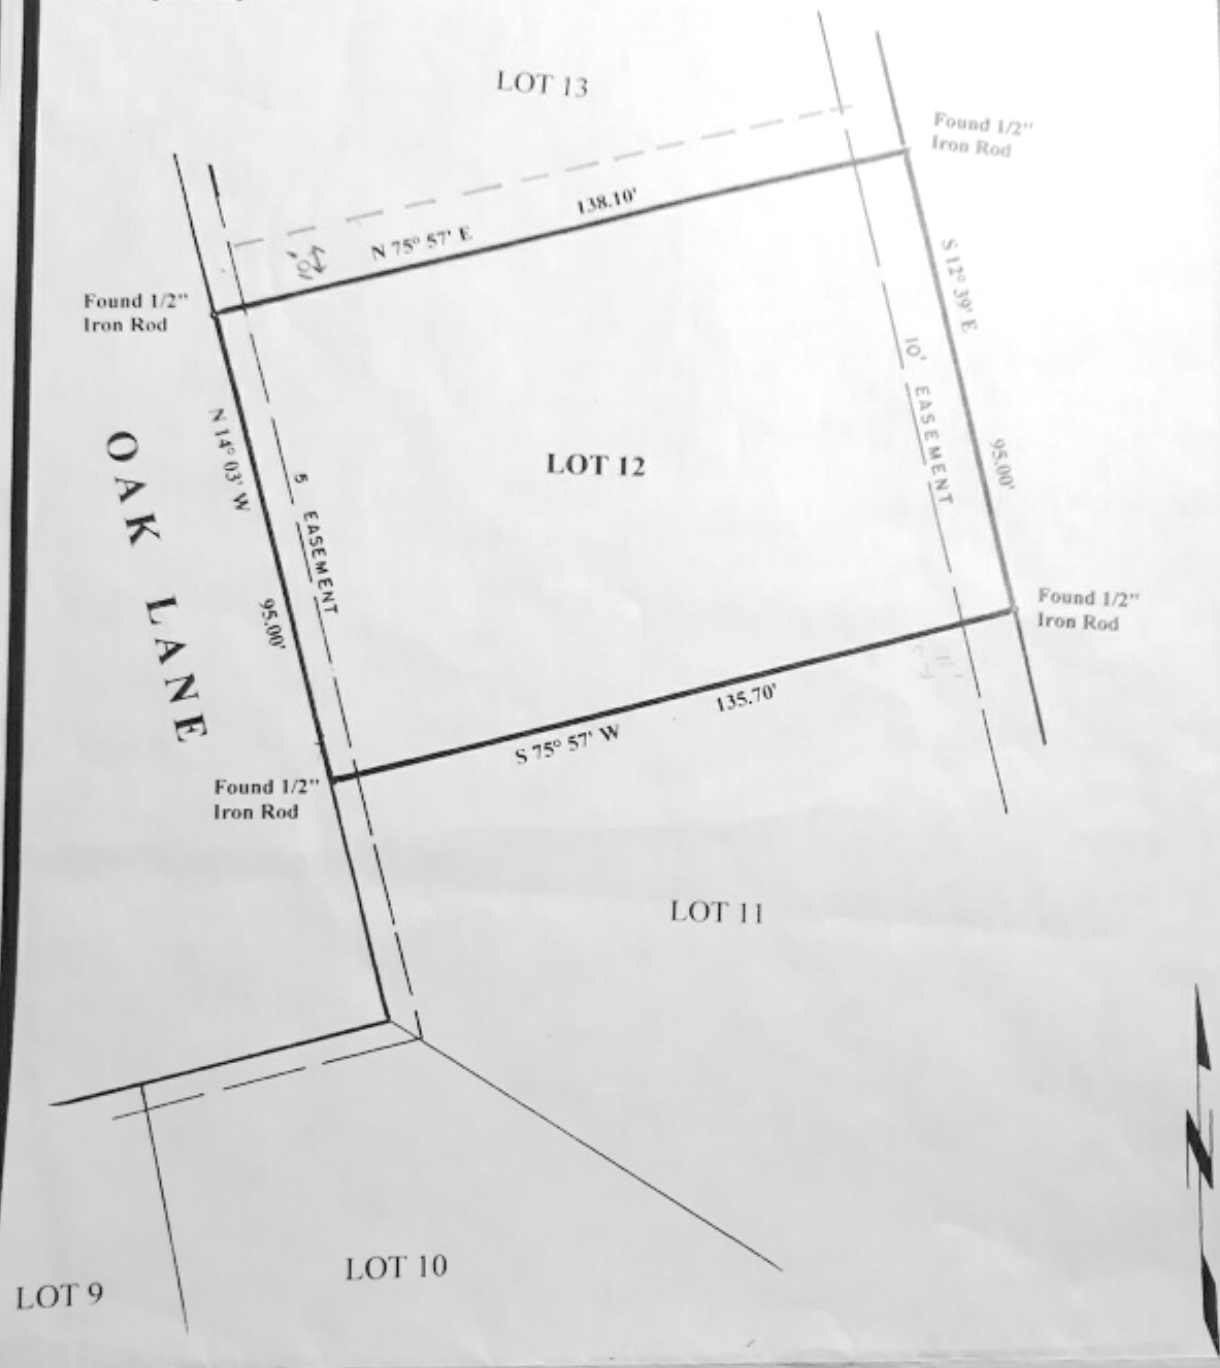 LOT 13
Found 1/2"
Iron Rod
138.10'
N 75° 57' E
10'
Found 1/2"
Iron Rod
S 12° 39' E
95.00'
10' EASEMENT
N 14° 03' W
95.00'
5 EASEMENT
LOT 12
OAK LANE
Found 1/2"
Iron Rod
135.70'
S 75° 57' W
Found 1/2"
Iron Rod
LOT 11
N
LOT 10
LOT 9